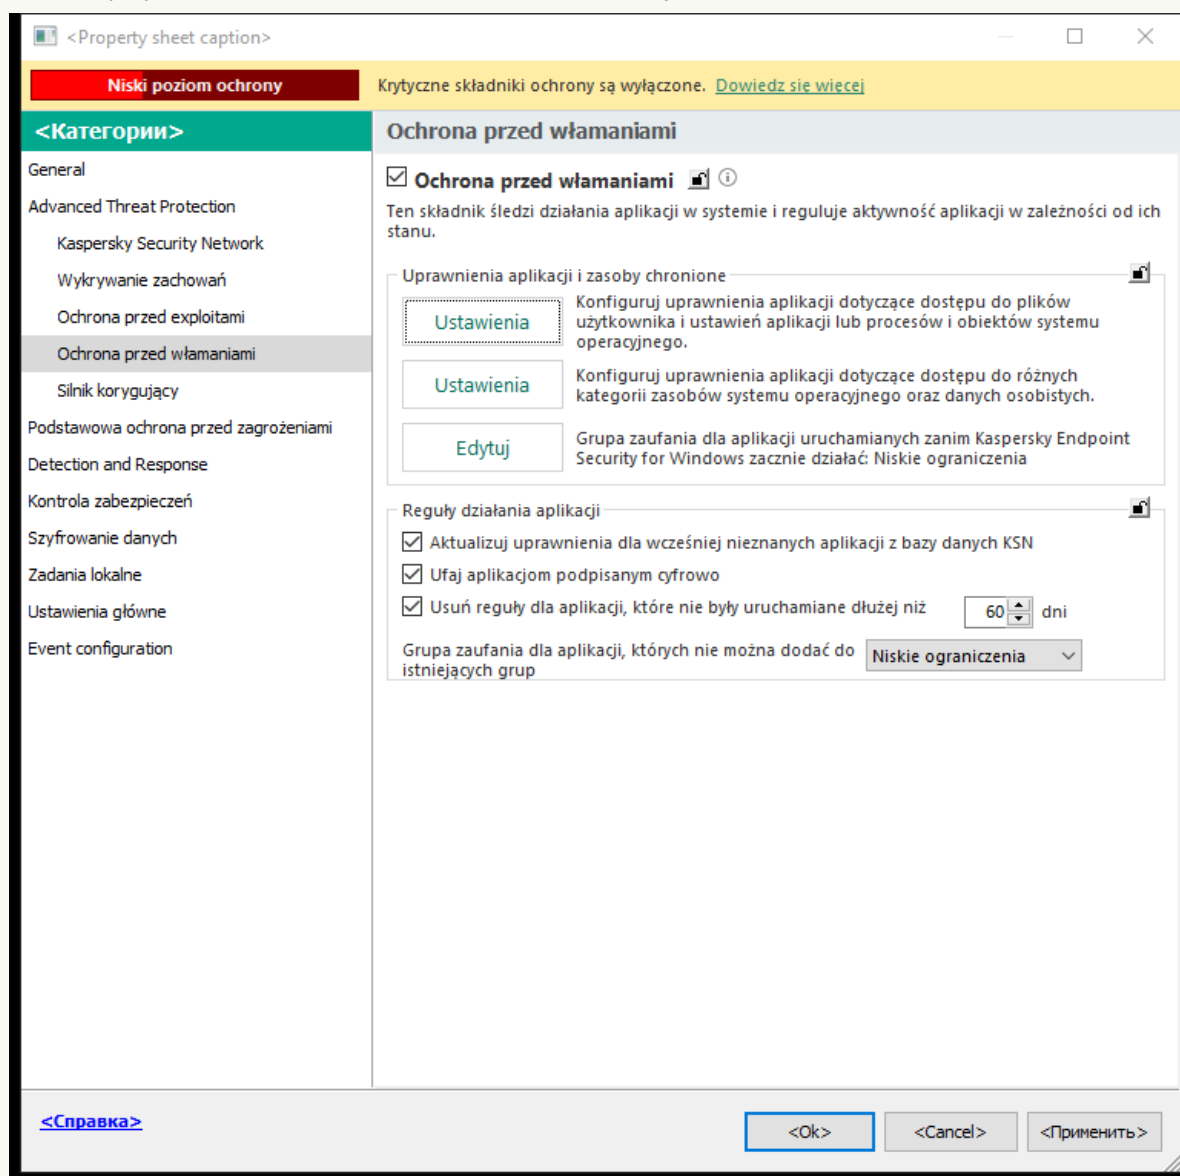 <Property sheet caption>
Niski poziom ochrony
Krytyczne składniki ochrony są wyłączone. Dowiedz się więcej
<Категории>
General
Advanced Threat Protection
Kaspersky Security Network
Wykrywanie zachowań
Ochrona przed exploitami
Ochrona przed włamaniami
Silnik korygujący
Podstawowa ochrona przed zagrożeniami
Detection and Response
Kontrola zabezpieczeń
Szyfrowanie danych
Zadania lokalne
Ustawienia główne
Event configuration
Ochrona przed włamaniami
Ochrona przed włamaniami
Ten składnik śledzi działania aplikacji w systemie i reguluje aktywność aplikacji w zależności od ich
stanu.
Uprawnienia aplikacji i zasoby chronione
Ustawienia
Konfiguruj uprawnienia aplikacji dotyczące dostępu do plików
użytkownika i ustawień aplikacji lub procesów i obiektów systemu
operacyjnego.
Ustawienia
Konfiguruj uprawnienia aplikacji dotyczące dostępu do różnych
kategorii zasobów systemu operacyjnego oraz danych osobistych.
Edytuj
Grupa zaufania dla aplikacji uruchamianych zanim Kaspersky Endpoint
Security for Windows zacznie działać: Niskie ograniczenia
Reguły działania aplikacji
Aktualizuj uprawnienia dla wcześniej nieznanych aplikacji z bazy danych KSN
Ufaj aplikacjom podpisanym cyfrowo
Usuń reguły dla aplikacji, które nie były uruchamiane dłużej niż 60 dni
Grupa zaufania dla aplikacji, których nie można dodać do
istniejących grup
Niskie ograniczenia
<Справка>
<Ok>
<Cancel>
<Применить>